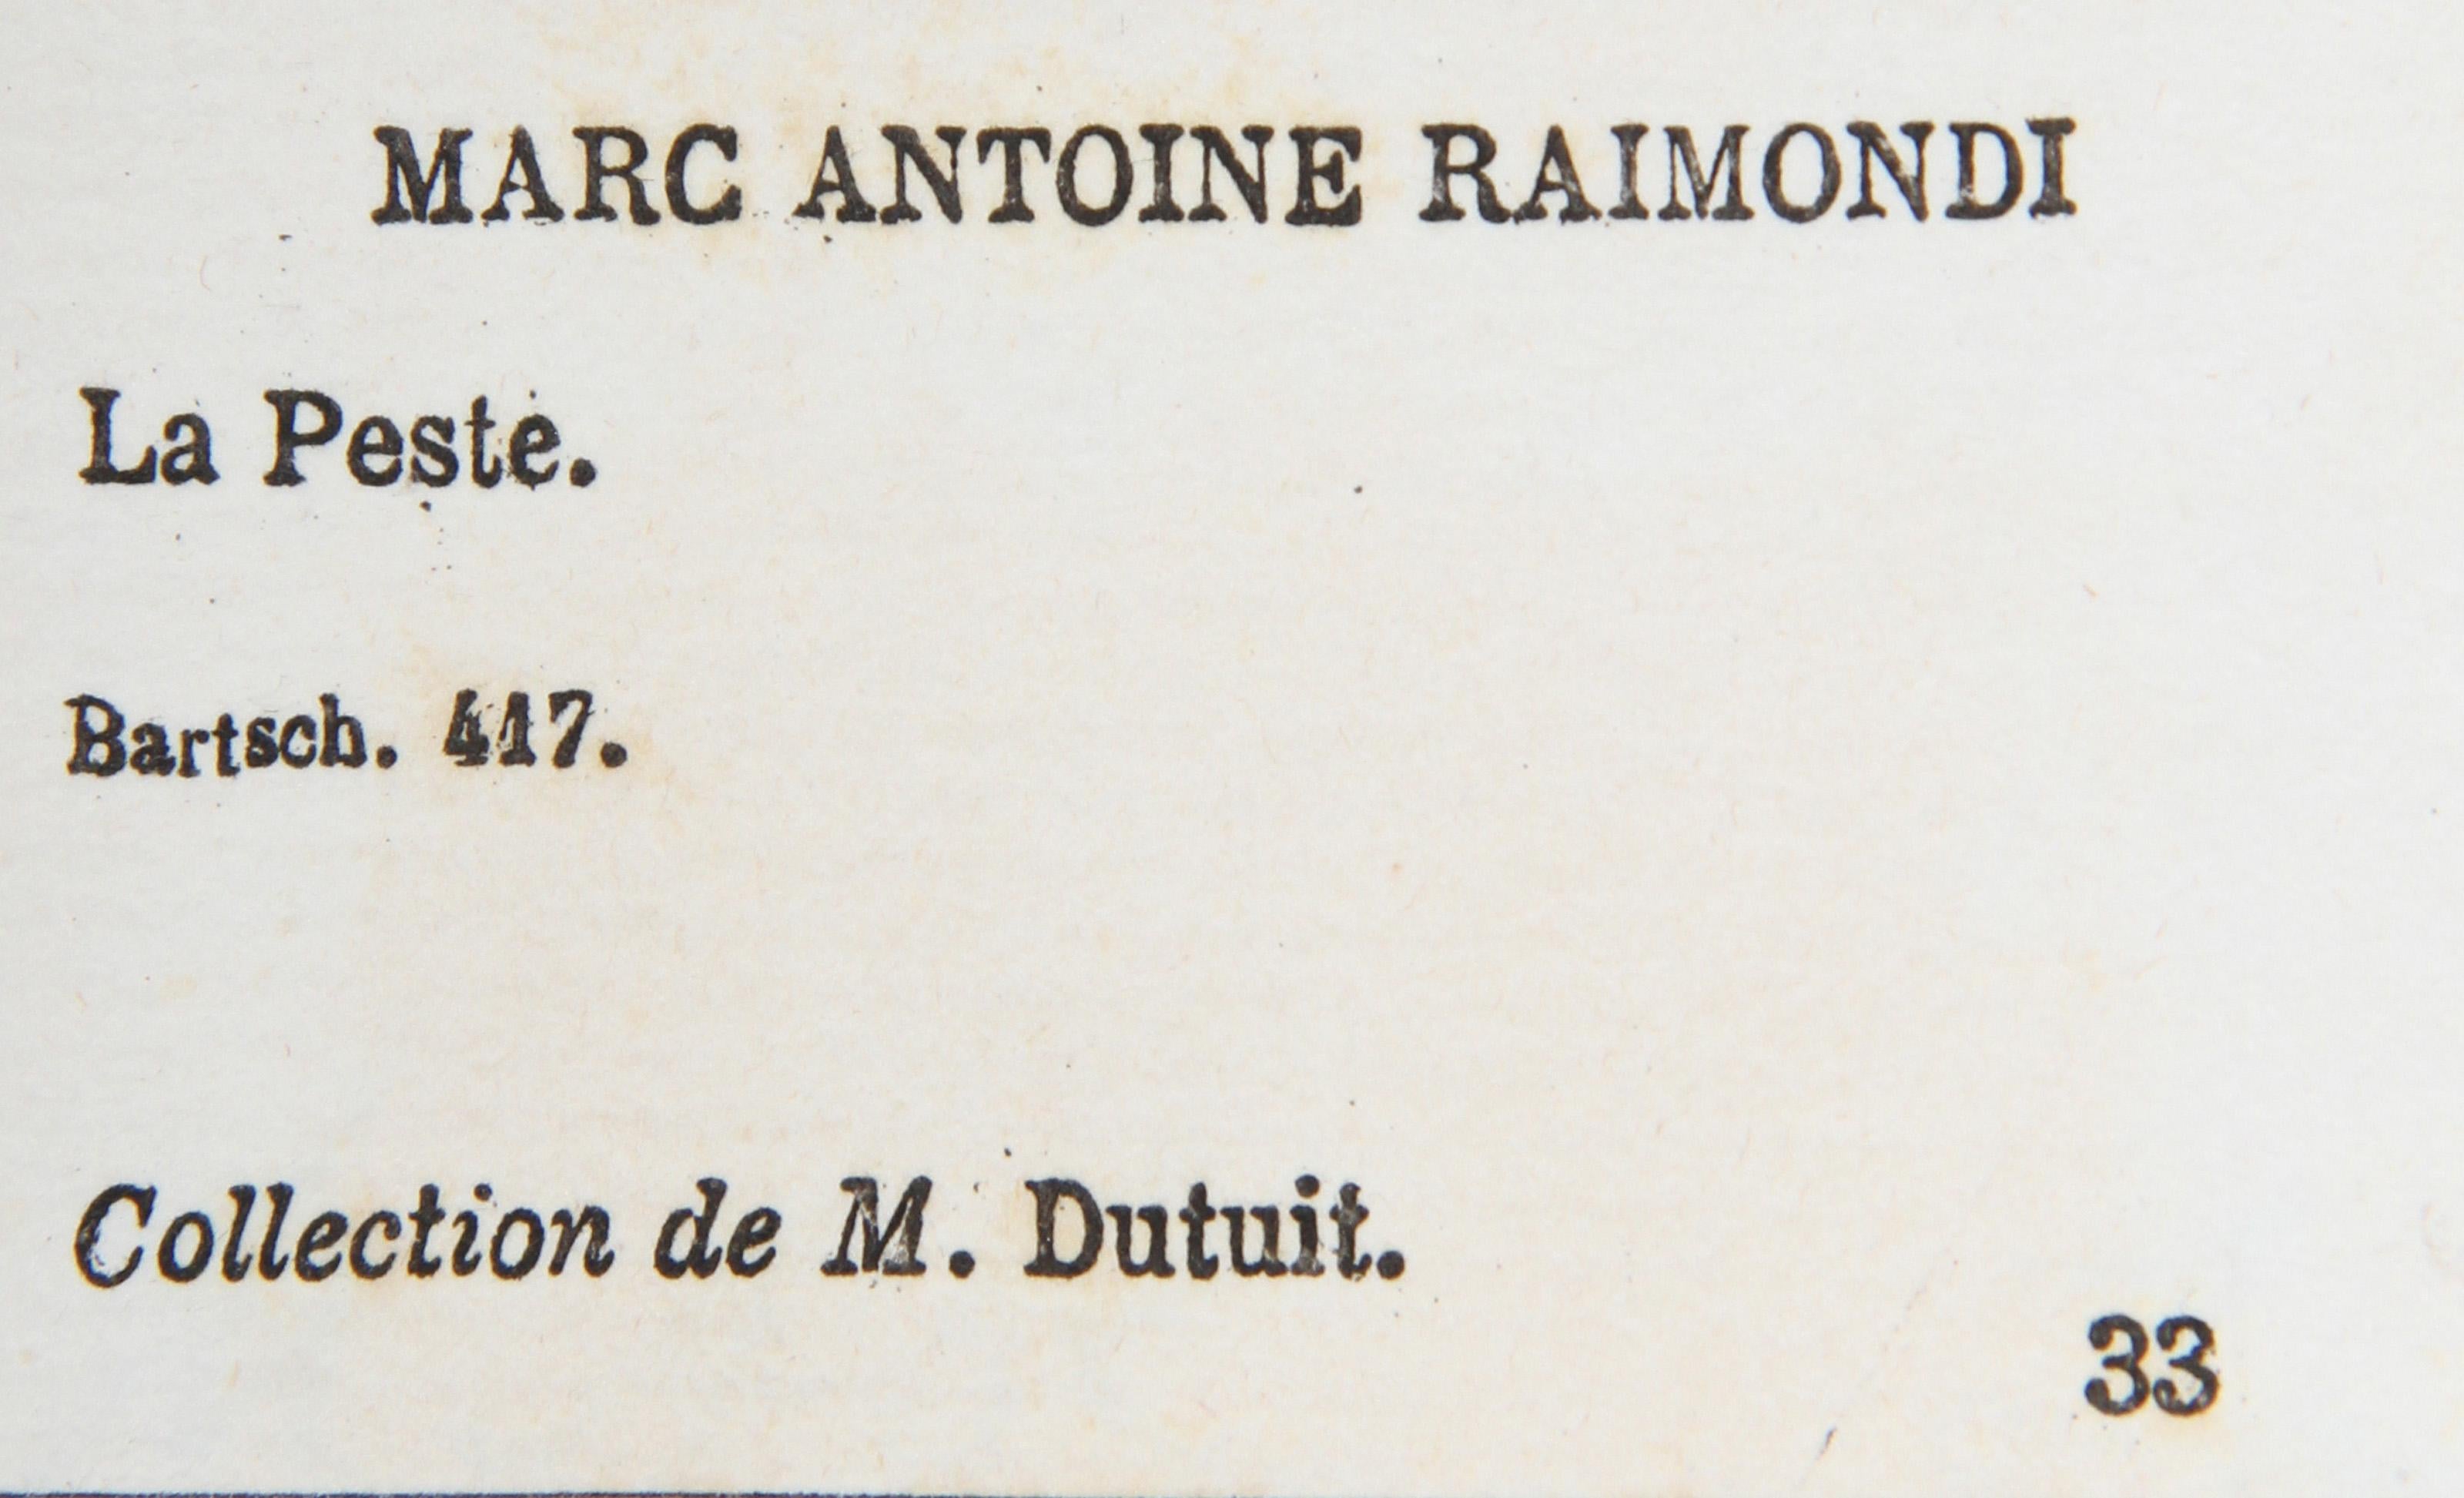 MARC ANTOINE RAIMONDI
La Peste.
Bartsch. 417.
Collection de M. Dutuit.
33